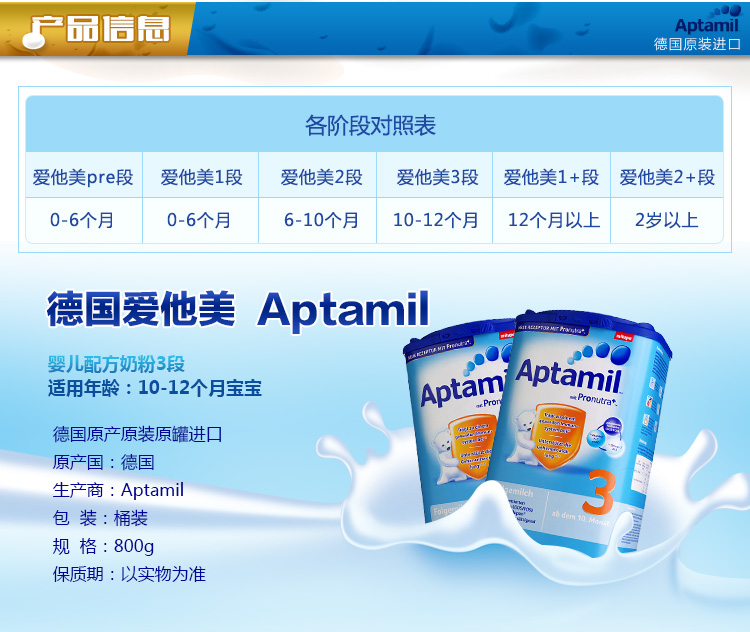 产品信息
Aptamil
德国原装进口
各阶段对照表
爱他美pre段 爱他美1段 爱他美2段 爱他美3段 爱他美1+段 爱他美2+段
0-6个月 0-6个月 6-10个月 10-12个月 12个月以上 2岁以上
德国爱他美 Aptamil
婴儿配方奶粉3段
适用年龄：10-12个月宝宝
德国原产原装原罐进口
原产国：德国
生产商：Aptamil
包 装：桶装
规 格：800g
保质期：以实物为准
milupa
NEUE REZEPTUR MIT Pronutra+.
Aptamil
mit Pronutra+
Aptamil
mit Pronutra+
3
ab dem 10. Monat